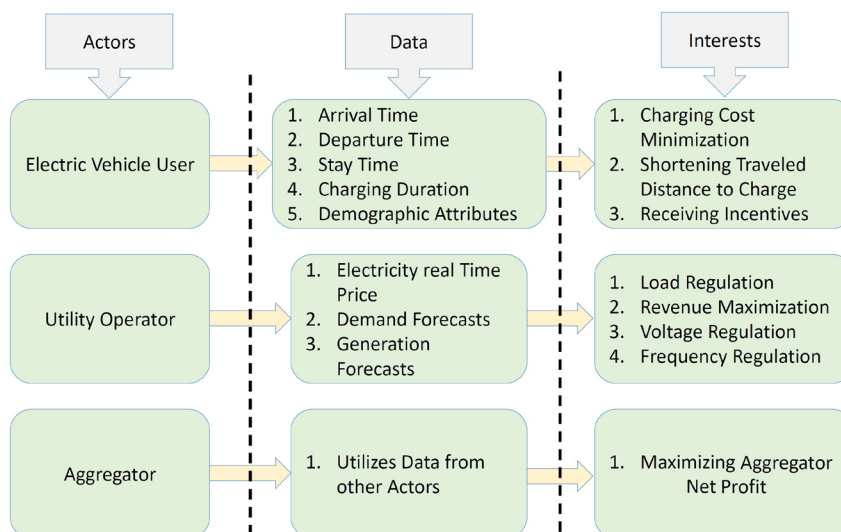 Actors
Data
Interests
Electric Vehicle User
1. Arrival Time
2. Departure Time
3. Stay Time
4. Charging Duration
5. Demographic Attributes
1. Charging Cost
Minimization
2. Shortening Traveled
Distance to Charge
3. Receiving Incentives
Utility Operator
1. Electricity real Time
Price
2. Demand Forecasts
3. Generation
Forecasts
1. Load Regulation
2. Revenue Maximization
3. Voltage Regulation
4. Frequency Regulation
Aggregator
1. Utilizes Data from
other Actors
1. Maximizing Aggregator
Net Profit